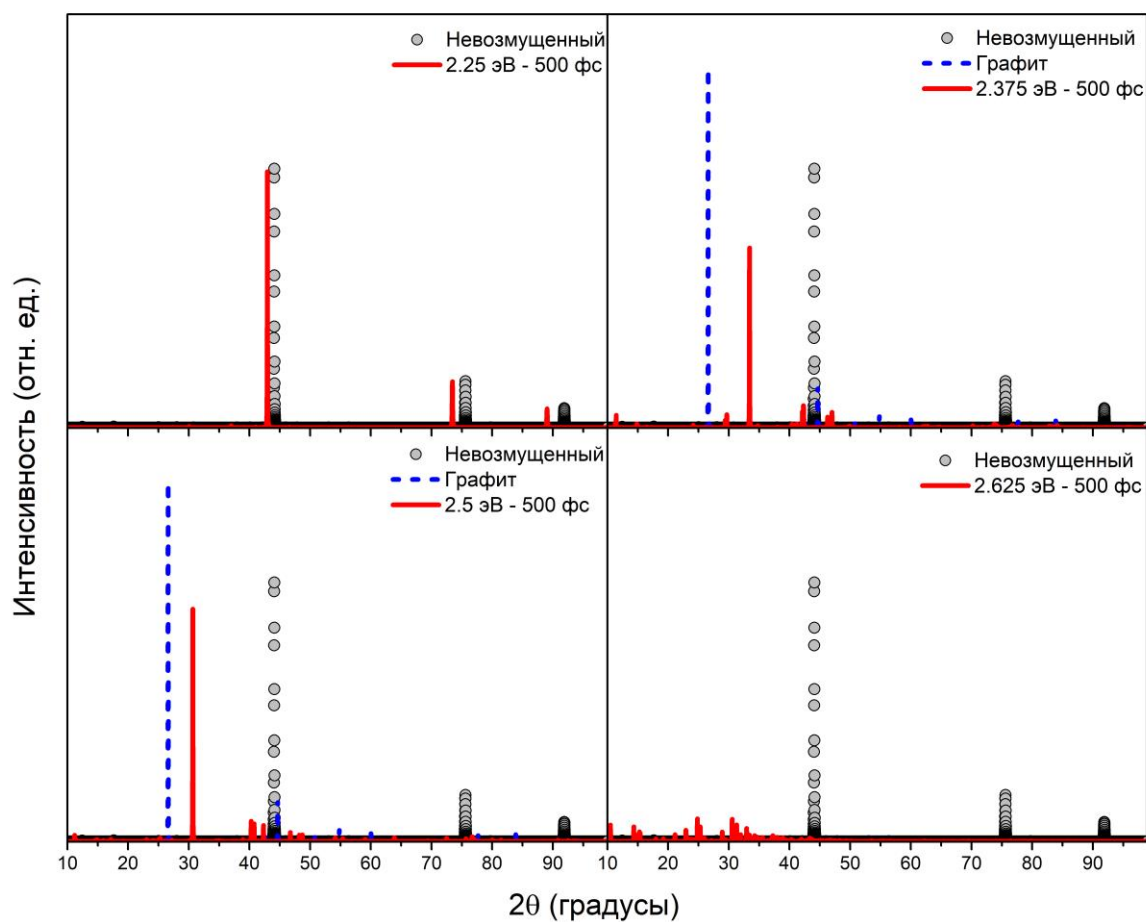 Невозмущенный
2.25 эВ - 500 фс
Невозмущенный
Графит
2.375 эВ - 500 фс
Невозмущенный
Графит
2.5 эВ - 500 фс
Невозмущенный
2.625 эВ - 500 фс
Интенсивность (отн. ед.)
10 20 30 40 50 60 70 80 90 10 20 30 40 50 60 70 80 90
2θ (градусы)